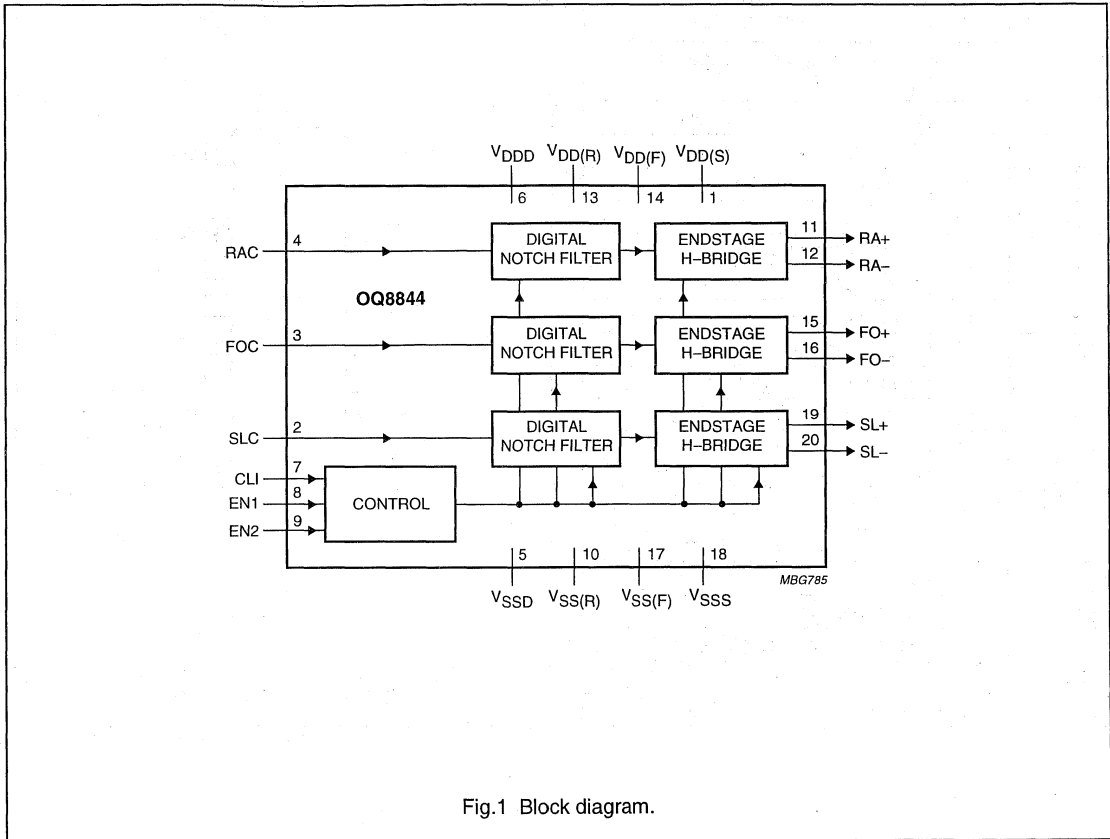 VDDD VDD(R) VDD(F) VDD(S)
6 13 14 1
RAC 4
DIGITAL NOTCH FILTER
ENDSTAGE H-BRIDGE
11 RA+
12 RA-
OQ8844
FOC 3
DIGITAL NOTCH FILTER
ENDSTAGE H-BRIDGE
15 FO+
16 FO-
SLC 2
DIGITAL NOTCH FILTER
ENDSTAGE H-BRIDGE
19 SL+
20 SL-
CLI 7
EN1 8
EN2 9
CONTROL
5 10 17 18
VSSD VSS(R) VSS(F) VSSS
MBG785
Fig.1 Block diagram.